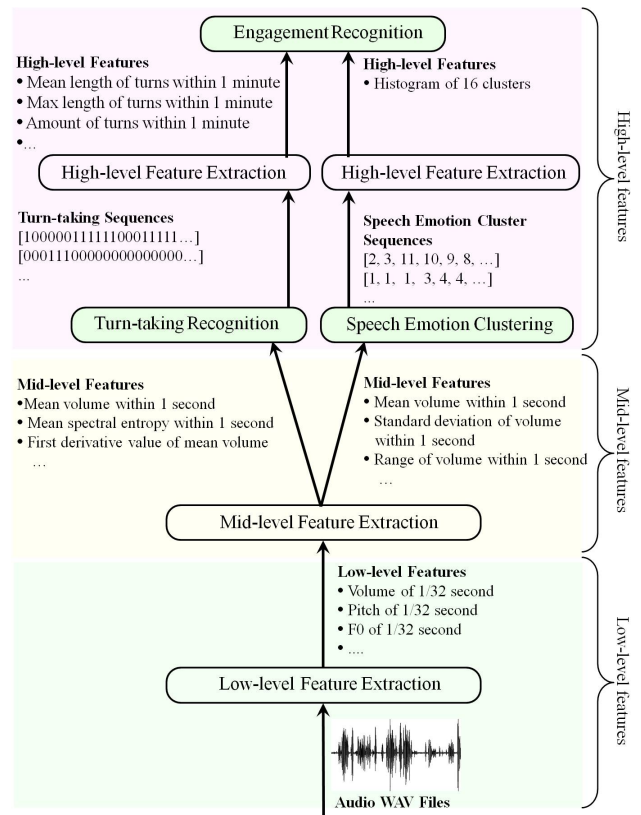 Engagement Recognition
High-level Features
• Mean length of turns within 1 minute
• Max length of turns within 1 minute
• Amount of turns within 1 minute
•...
High-level Features
• Histogram of 16 clusters
High-level Feature Extraction
High-level Feature Extraction
Turn-taking Sequences
[10000011111100011111…]
[00011100000000000000…]
...
Speech Emotion Cluster
Sequences
[2, 3, 11, 10, 9, 8, …]
[1, 1, 1, 3, 4, 4, …]
...
Turn-taking Recognition
Speech Emotion Clustering
High-level features
Mid-level Features
•Mean volume within 1 second
• Mean spectral entropy within 1 second
• First derivative value of mean volume
…
Mid-level Features
• Mean volume within 1 second
• Standard deviation of volume
within 1 second
• Range of volume within 1 second
…
Mid-level Feature Extraction
Mid-level features
Low-level Features
• Volume of 1/32 second
• Pitch of 1/32 second
• F0 of 1/32 second
• ....
Low-level Feature Extraction
Audio WAV Files
Low-level features